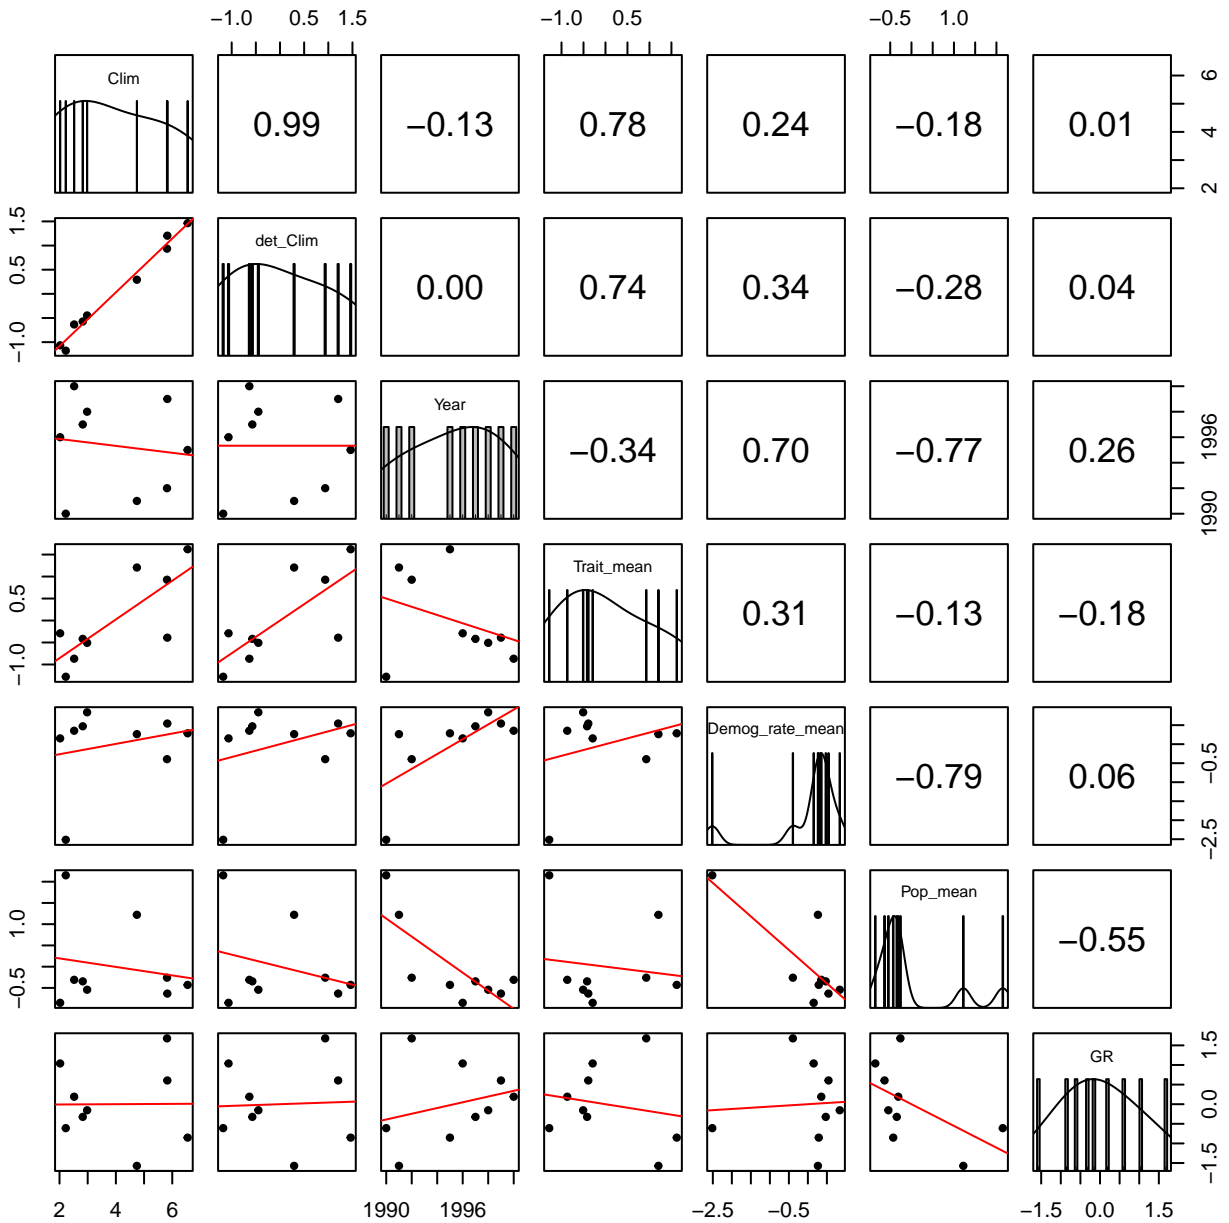 −1.0 0.5 1.5 −1.0 0.5 −0.5 1.0
Clim 0.99 −0.13 0.78 0.24 −0.18 0.01 2 4 6
−1.0 0.5 1.5 det_Clim 0.00 0.74 0.34 −0.28 0.04
Year −0.34 0.70 −0.77 0.26 1990 1996
−1.0 0.5 Trait_mean 0.31 −0.13 −0.18
Demog_rate_mean −0.79 0.06 −2.5 −0.5
−0.5 1.0 Pop_mean −0.55
GR −1.5 0.0 1.5
2 4 6 1990 1996 −2.5 −0.5 −1.5 0.0 1.5